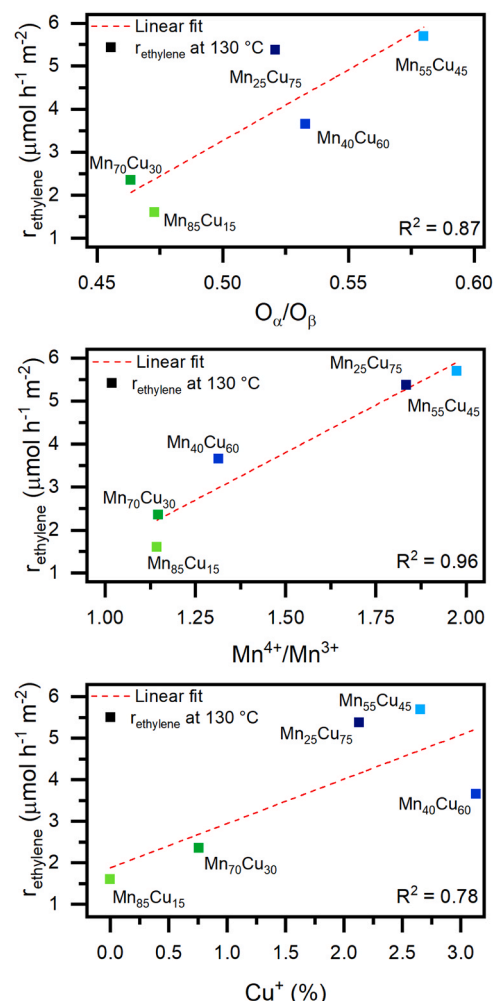 Linear fit
r_ethylene at 130 °C
Mn₂₅Cu₇₅
Mn₅₅Cu₄₅
Mn₄₀Cu₆₀
Mn₇₀Cu₃₀
Mn₈₅Cu₁₅
R² = 0.87
6
5
4
3
2
1
r_ethylene (μmol h⁻¹ m⁻²)
0.45 0.50 0.55 0.60
O_α/O_β
Linear fit
r_ethylene at 130 °C
Mn₂₅Cu₇₅
Mn₅₅Cu₄₅
Mn₄₀Cu₆₀
Mn₇₀Cu₃₀
Mn₈₅Cu₁₅
R² = 0.96
6
5
4
3
2
1
r_ethylene (μmol h⁻¹ m⁻²)
1.00 1.25 1.50 1.75 2.00
Mn⁴⁺/Mn³⁺
Linear fit
r_ethylene at 130 °C
Mn₅₅Cu₄₅
Mn₂₅Cu₇₅
Mn₄₀Cu₆₀
Mn₇₀Cu₃₀
Mn₈₅Cu₁₅
R² = 0.78
6
5
4
3
2
1
r_ethylene (μmol h⁻¹ m⁻²)
0.0 0.5 1.0 1.5 2.0 2.5 3.0
Cu⁺ (%)